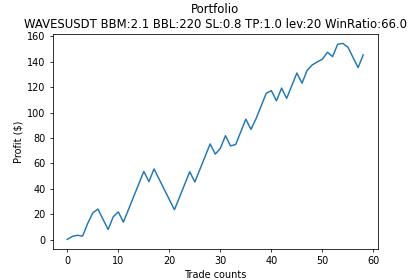 Portfolio
WAVESUSDT BBM:2.1 BBL:220 SL:0.8 TP:1.0 lev:20 WinRatio:66.0
160
140
120
100
80
60
40
20
0
Profit ($)
0 10 20 30 40 50 60
Trade counts